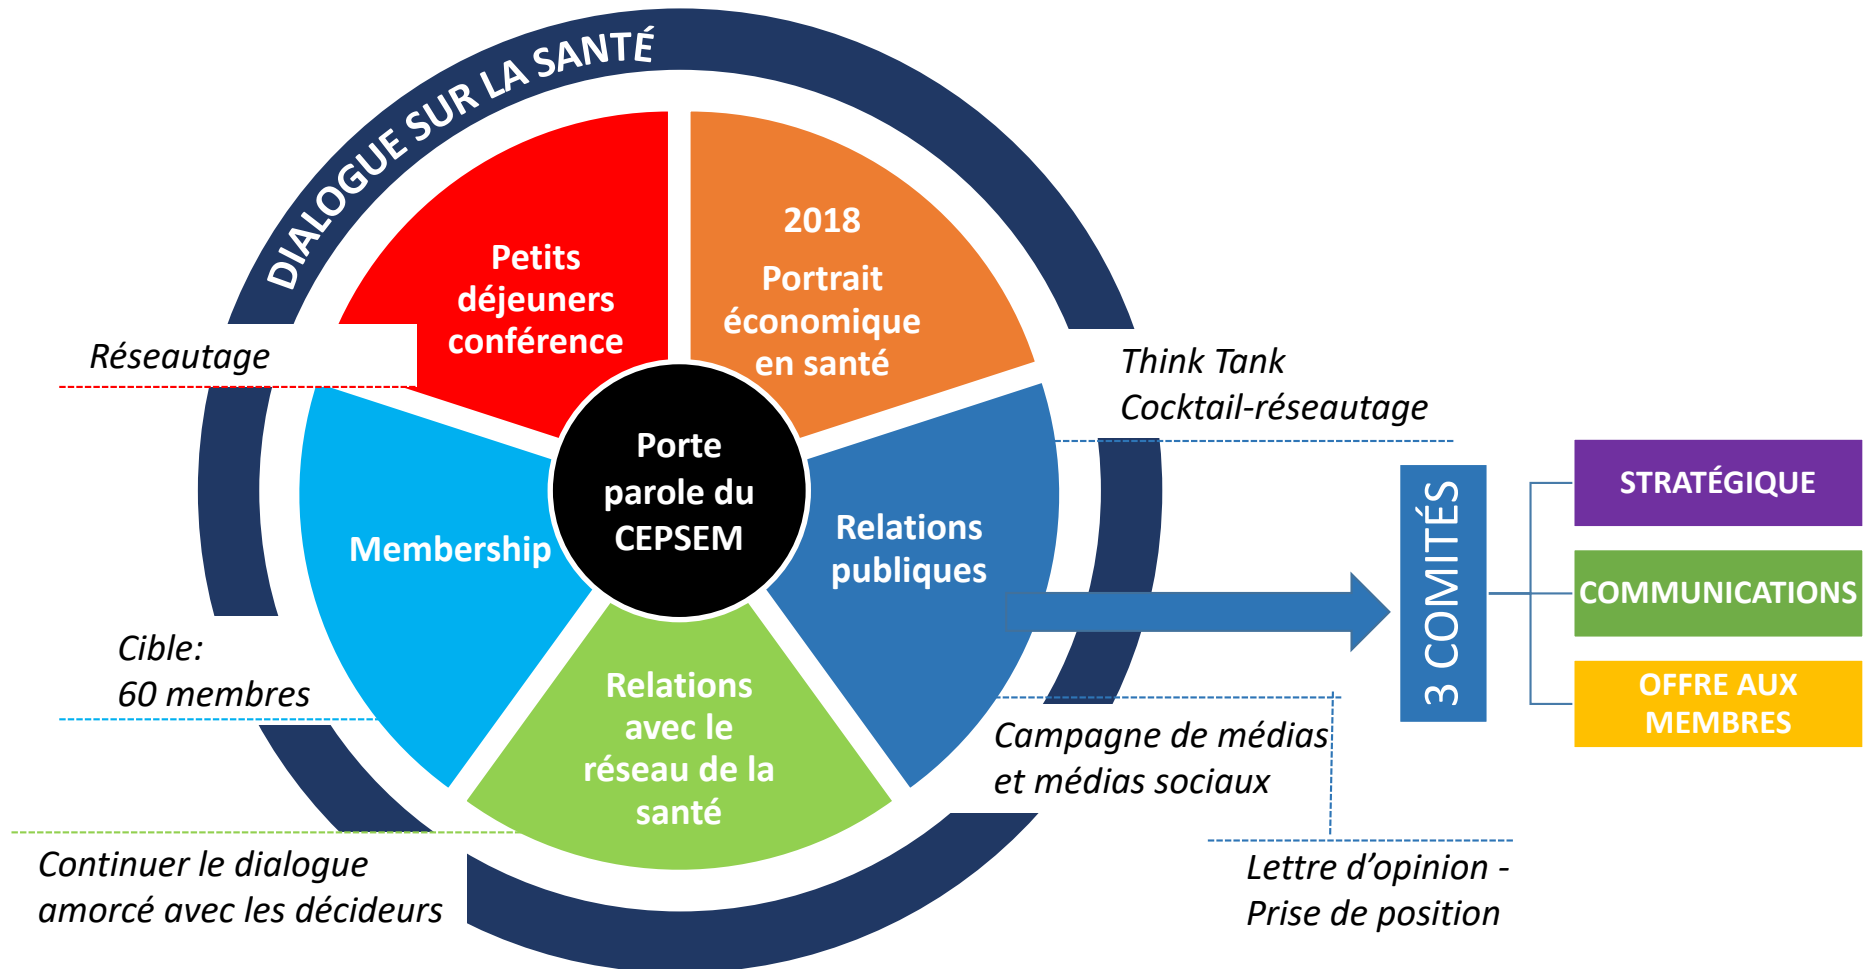 DIALOGUE SUR LA SANTÉ
Petits
déjeuners
conférence
2018
Portrait
économique
en santé
Réseautage
Think Tank
Cocktail-réseautage
Porte
parole du
CEPSEM
Membership
Relations
publiques
Cible:
60 membres
Relations
avec le
réseau de la
santé
Campagne de médias
et médias sociaux
Continuer le dialogue
amorcé avec les décideurs
Lettre d’opinion -
Prise de position
3 COMITÉS
STRATÉGIQUE
COMMUNICATIONS
OFFRE AUX
MEMBRES